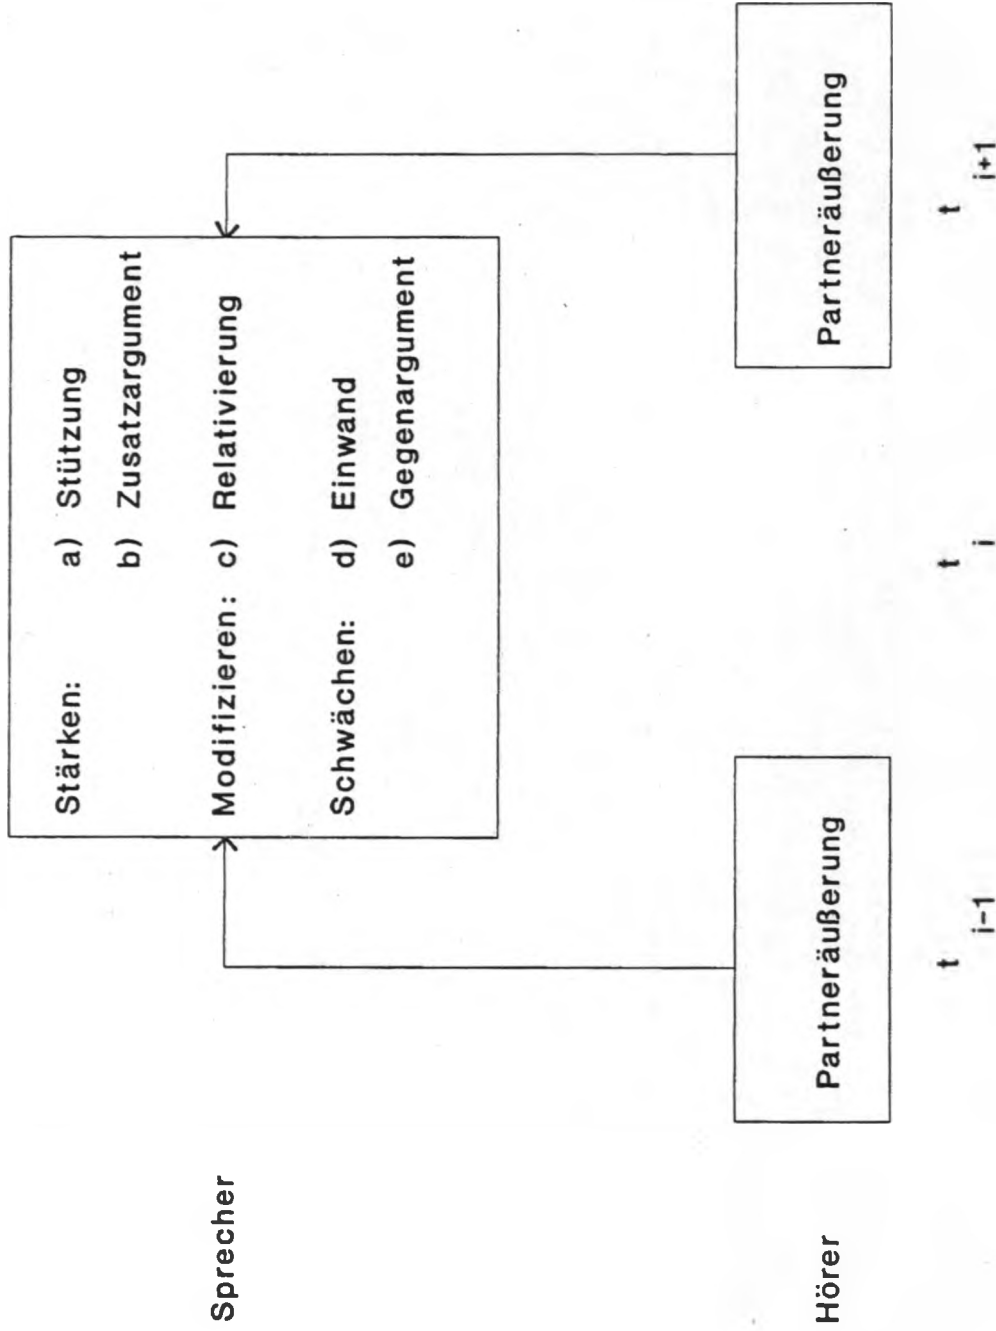 Stärken: a) Stützung
b) Zusatzargument
Sprecher Modifizieren: c) Relativierung
Schwächen: d) Einwand
e) Gegenargument
Hörer Partneräußerung Partneräußerung
t i-1 t i t i+1